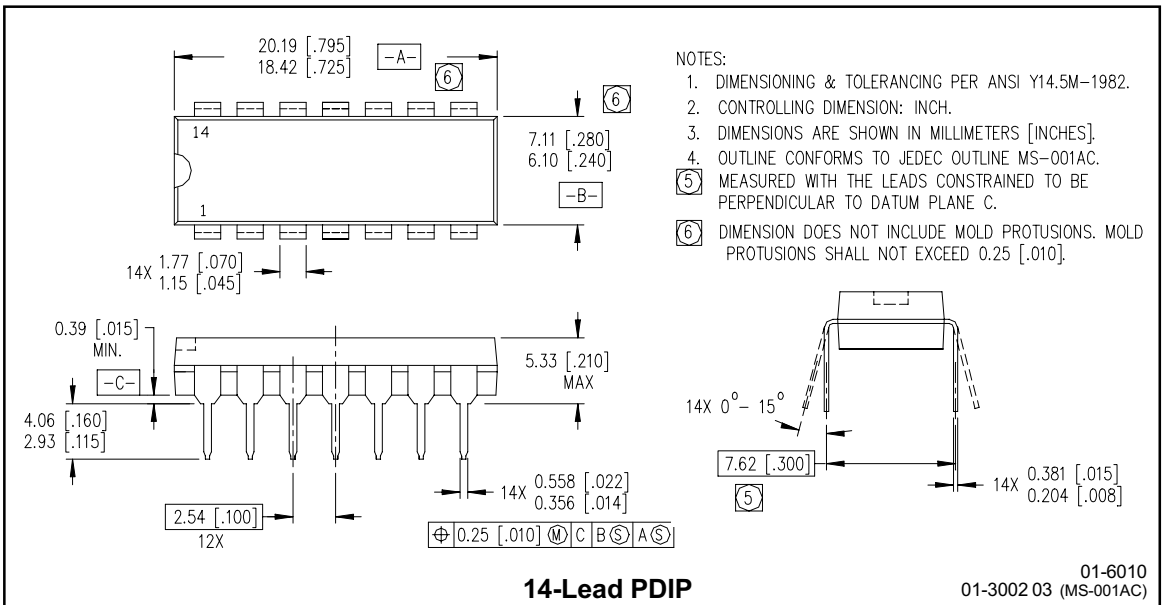 20.19 [.795]
18.42 [.725]
-A-
6
6
14
1
7.11 [.280]
6.10 [.240]
-B-
14X 1.77 [.070]
1.15 [.045]
NOTES:
1. DIMENSIONING & TOLERANCING PER ANSI Y14.5M-1982.
2. CONTROLLING DIMENSION: INCH.
3. DIMENSIONS ARE SHOWN IN MILLIMETERS [INCHES].
4. OUTLINE CONFORMS TO JEDEC OUTLINE MS-001AC.
5 MEASURED WITH THE LEADS CONSTRAINED TO BE
PERPENDICULAR TO DATUM PLANE C.
6 DIMENSION DOES NOT INCLUDE MOLD PROTUSIONS. MOLD
PROTUSIONS SHALL NOT EXCEED 0.25 [.010].
0.39 [.015]
MIN.
-C-
4.06 [.160]
2.93 [.115]
5.33 [.210]
MAX
2.54 [.100]
12X
14X 0.558 [.022]
0.356 [.014]
⌖ 0.25 [.010] Ⓜ C B Ⓢ A Ⓢ
14X 0°- 15°
7.62 [.300]
5
14X 0.381 [.015]
0.204 [.008]
14-Lead PDIP
01-6010
01-3002 03 (MS-001AC)